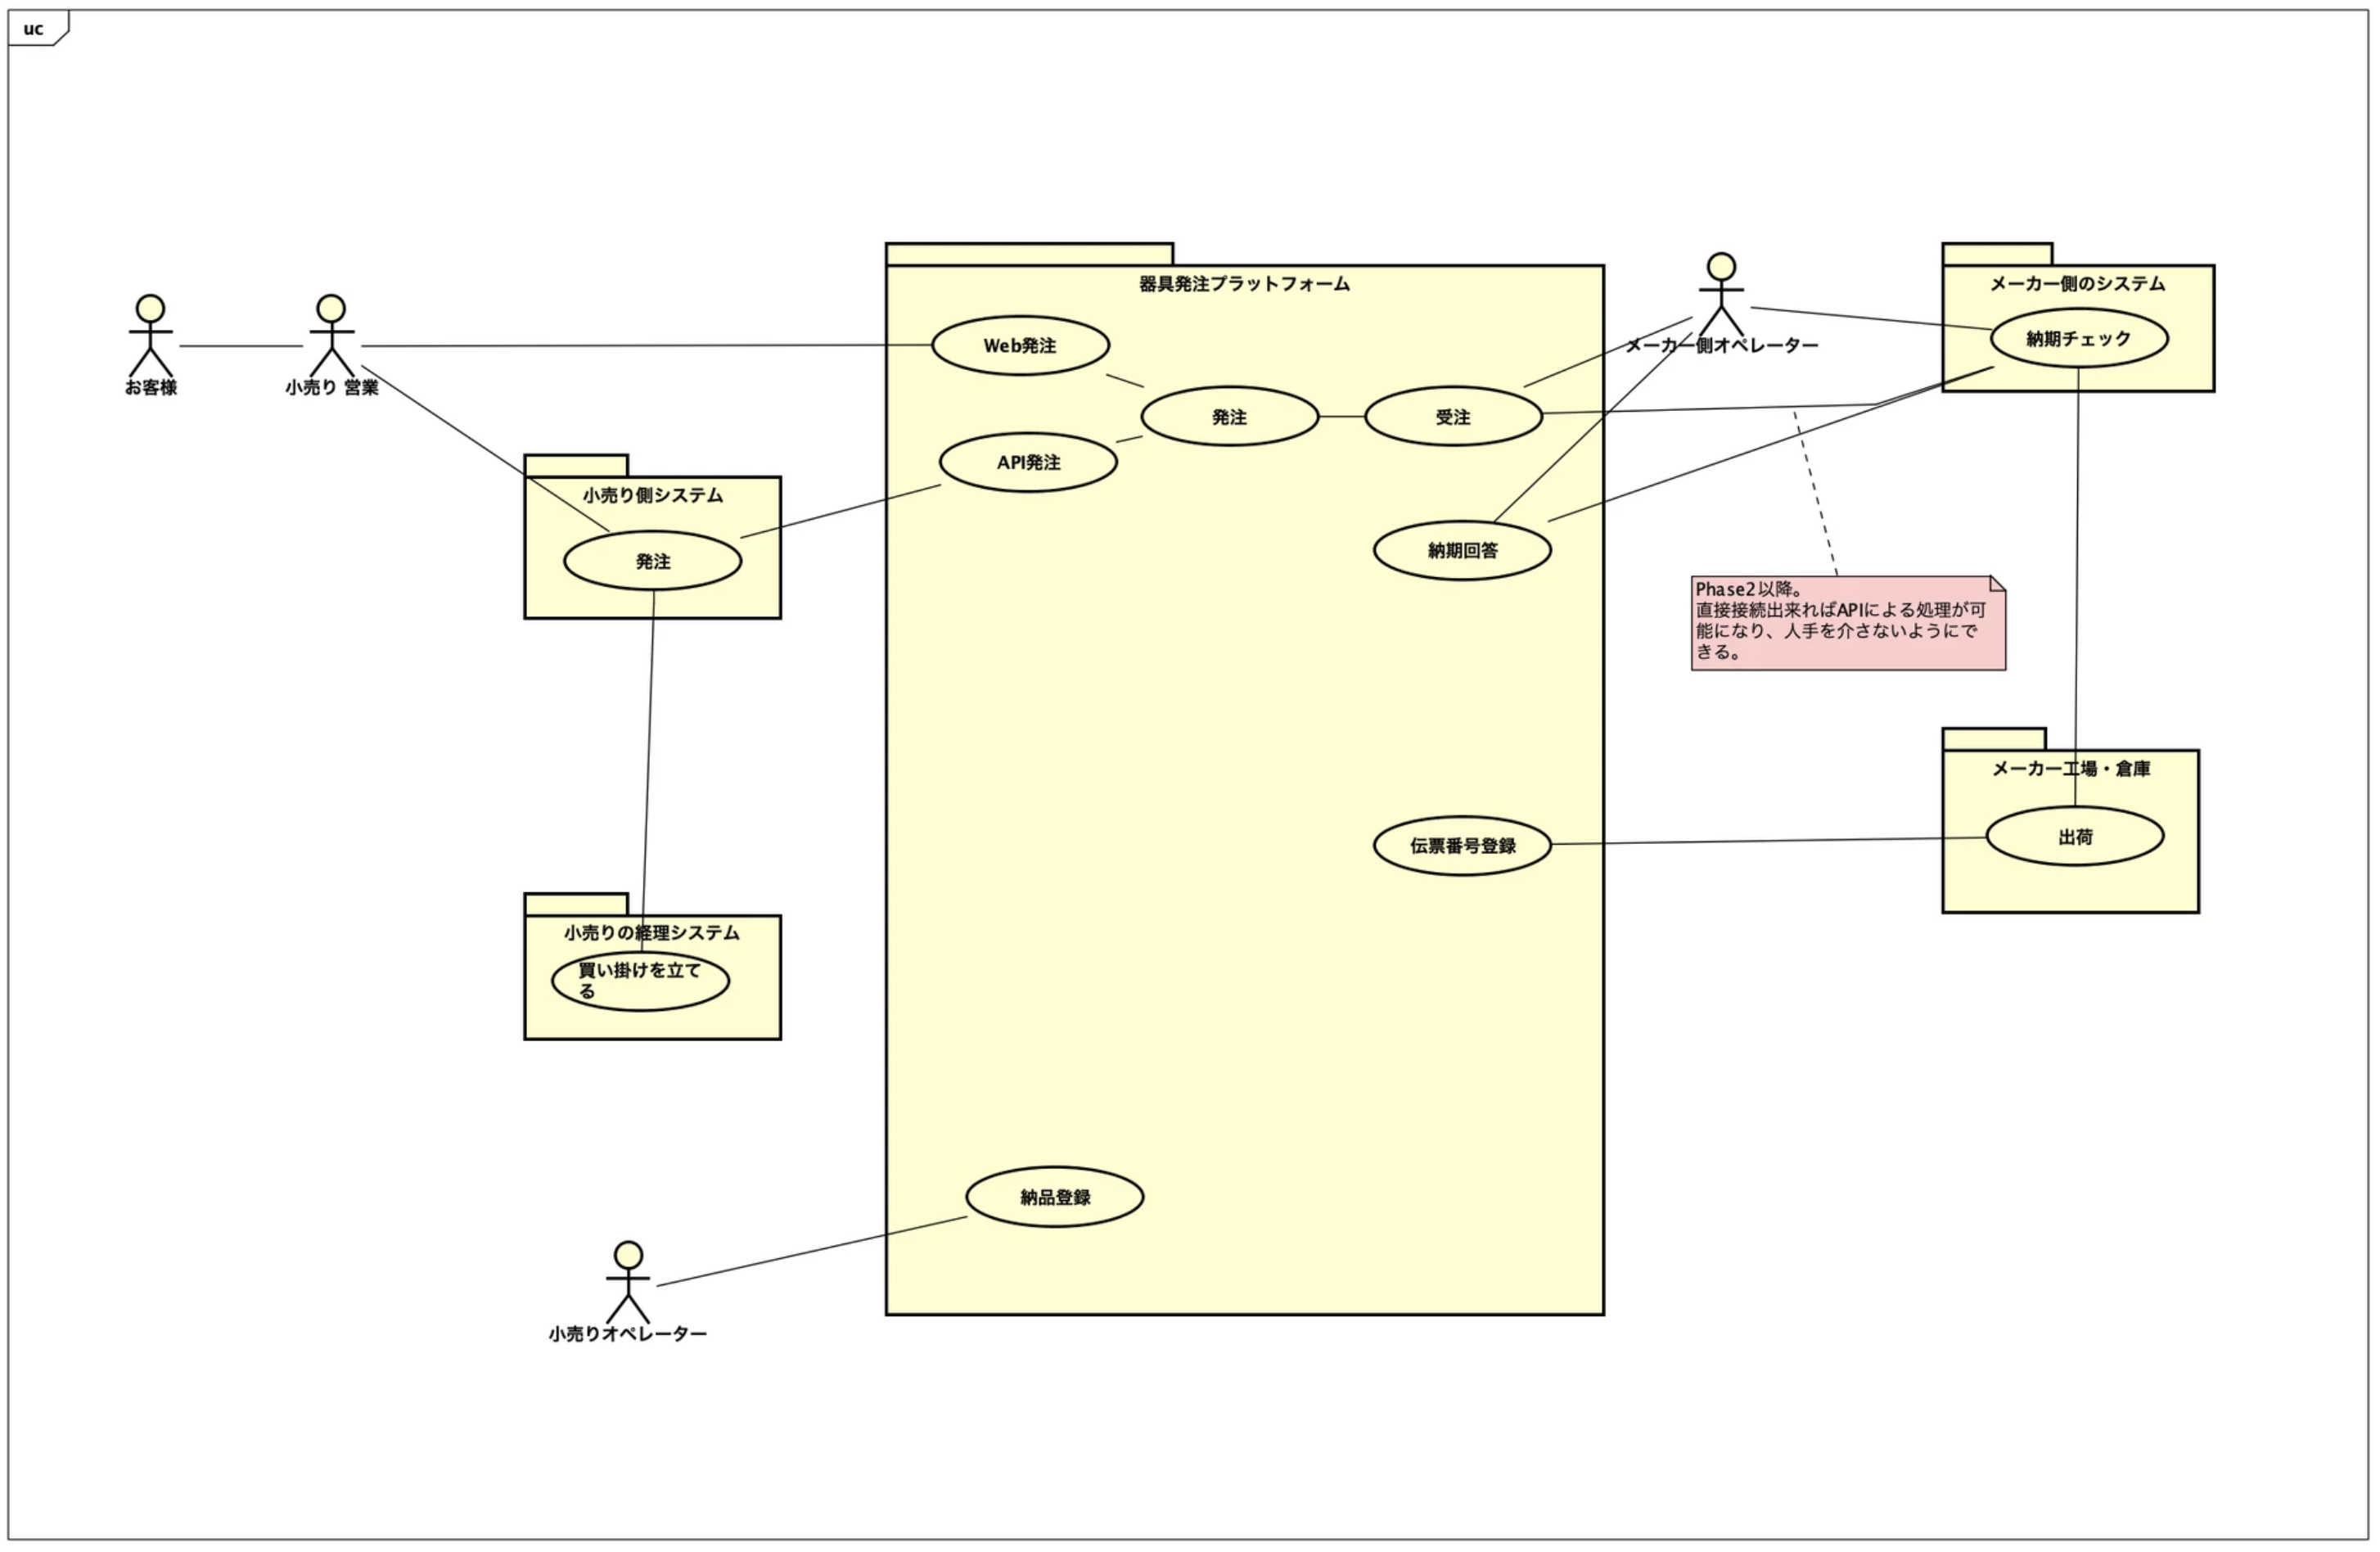 uc
器具発注プラットフォーム
メーカー側のシステム
お客様
小売り 営業
Web発注
メーカー側オペレーター
納期チェック
発注
受注
API発注
小売り側システム
発注
納期回答
Phase2以降。
直接接続出来ればAPIによる処理が可
能になり、人手を介さないようにで
きる。
メーカー工場・倉庫
伝票番号登録
出荷
小売りの経理システム
買い掛けを立て
る
納品登録
小売りオペレーター